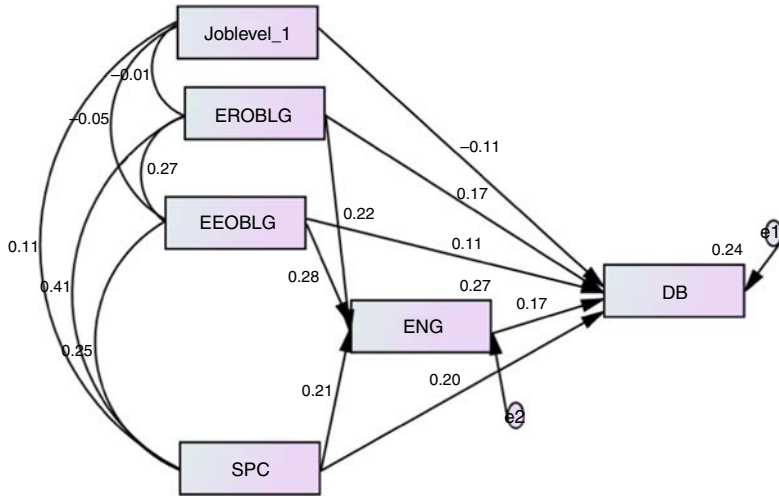 Joblevel_1
–0.01
EROBLG
–0.05
–0.11
0.27
0.17
EEOBLG
0.22
e1
0.11
0.11
0.24
0.28
0.41
0.27
DB
0.17
ENG
0.25
0.21
0.20
e2
SPC